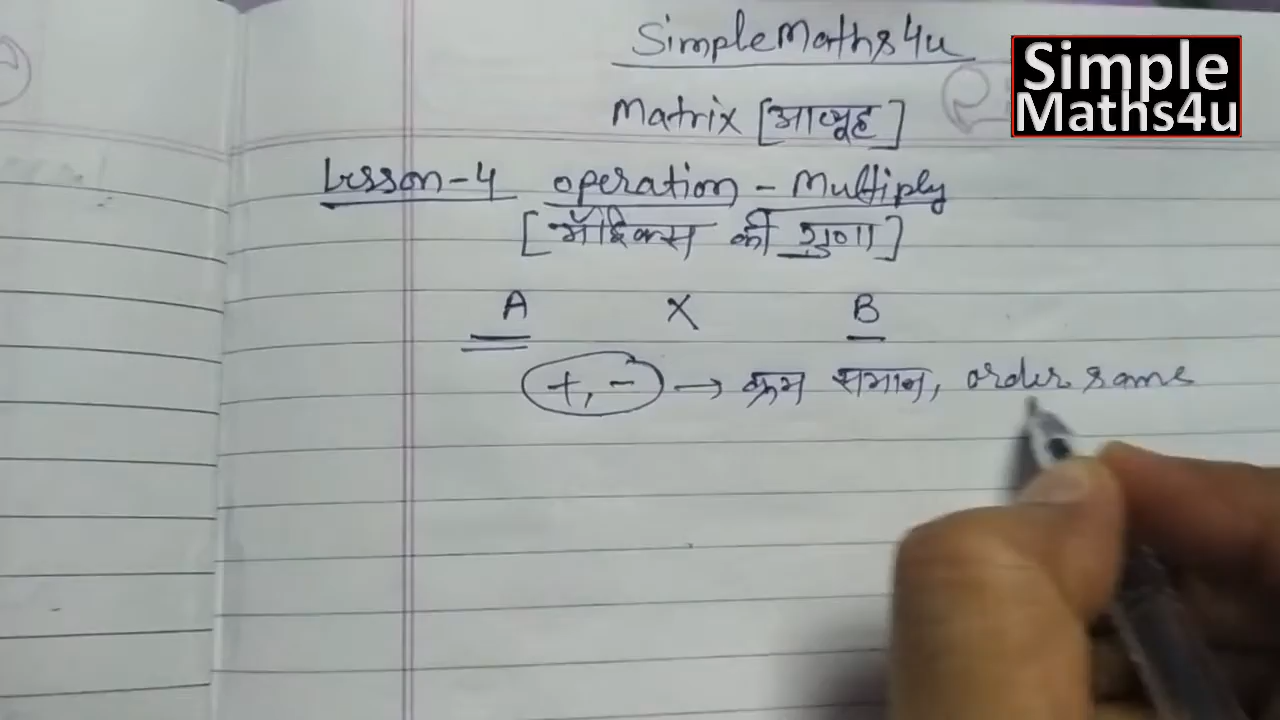 SimpleMaths4u
Simple
Maths4u
Matrix [आव्यूह]
Lesson-4 operation - Multiply
[मॅट्रिक्स की गुणा]
A X B
+, - → क्रम समान, order same